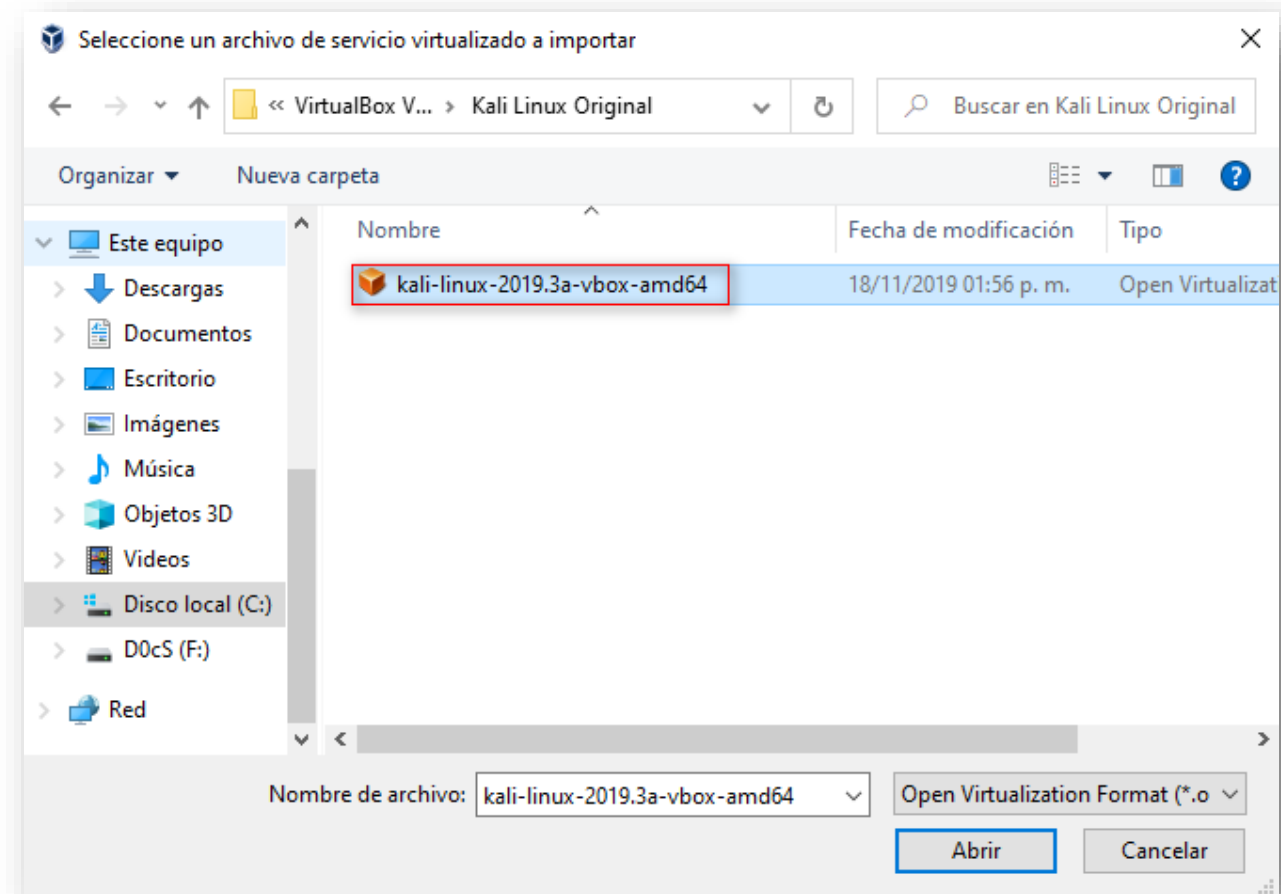 Seleccione un archivo de servicio virtualizado a importar
« VirtualBox V... › Kali Linux Original
Buscar en Kali Linux Original
Organizar
Nueva carpeta
Nombre
Fecha de modificación
Tipo
Este equipo
Descargas
Documentos
Escritorio
Imágenes
Música
Objetos 3D
Videos
Disco local (C:)
D0cS (F:)
Red
kali-linux-2019.3a-vbox-amd64
18/11/2019 01:56 p. m.
Open Virtualizat
Nombre de archivo:
kali-linux-2019.3a-vbox-amd64
Open Virtualization Format (*.o
Abrir
Cancelar